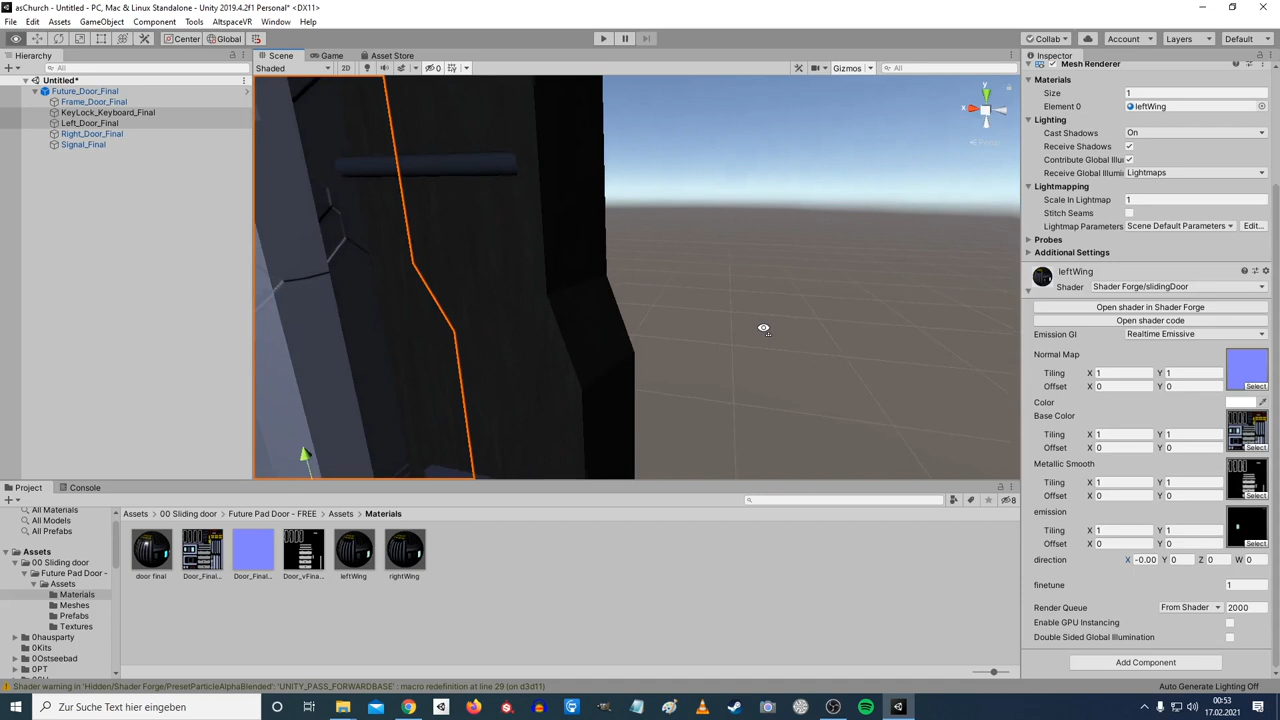 asChurch - Untitled - PC, Mac & Linux Standalone - Unity 2019.4.2f1 Personal* <DX11>
File Edit Assets GameObject Component Tools AltspaceVR Window Help
Center Global Collab Account Layers Default
Hierarchy Scene Game Asset Store Inspector
All Shaded 2D 0 Gizmos All
Untitled*
Future_Door_Final
Frame_Door_Final
KeyLock_Keyboard_Final
Left_Door_Final
Right_Door_Final
Signal_Final
y
x
Persp
Mesh Renderer
Materials
Size 1
Element 0 leftWing
Lighting
Cast Shadows On
Receive Shadows
Contribute Global Illu
Receive Global Illumi Lightmaps
Lightmapping
Scale In Lightmap 1
Stitch Seams
Lightmap Parameters Scene Default Parameters Edit...
Probes
Additional Settings
leftWing
Shader Shader Forge/slidingDoor
Open shader in Shader Forge
Open shader code
Emission GI Realtime Emissive
Normal Map
Tiling X 1 Y 1
Offset X 0 Y 0 Select
Color
Base Color
Tiling X 1 Y 1
Offset X 0 Y 0 Select
Metallic Smooth
Tiling X 1 Y 1
Offset X 0 Y 0 Select
emission
Tiling X 1 Y 1
Offset X 0 Y 0 Select
direction X -0.00 Y 0 Z 0 W 0
finetune 1
Render Queue From Shader 2000
Enable GPU Instancing
Double Sided Global Illumination
Add Component
Project Console
8
All Materials
All Models
All Prefabs
Assets
00 Sliding door
Future Pad Door -
Assets
Materials
Meshes
Prefabs
Textures
0hausparty
0Kits
0Ostseebad
0PT
Assets 00 Sliding door Future Pad Door - FREE Assets Materials
door final Door_Final... Door_Final... Door_vFina... leftWing rightWing
Shader warning in 'Hidden/Shader Forge/PresetParticleAlphaBlended': 'UNITY_PASS_FORWARDBASE' : macro redefinition at line 29 (on d3d11)
Auto Generate Lighting Off
Zur Suche Text hier eingeben
00:53
17.02.2021